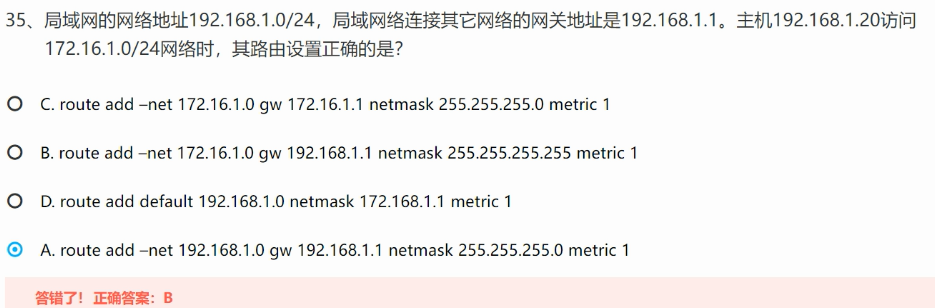 35、局域网的网络地址192.168.1.0/24，局域网络连接其它网络的网关地址是192.168.1.1。主机192.168.1.20访问
172.16.1.0/24网络时，其路由设置正确的是？
C. route add –net 172.16.1.0 gw 172.16.1.1 netmask 255.255.255.0 metric 1
B. route add –net 172.16.1.0 gw 192.168.1.1 netmask 255.255.255.255 metric 1
D. route add default 192.168.1.0 netmask 172.168.1.1 metric 1
A. route add –net 192.168.1.0 gw 192.168.1.1 netmask 255.255.255.0 metric 1
答错了！正确答案：B